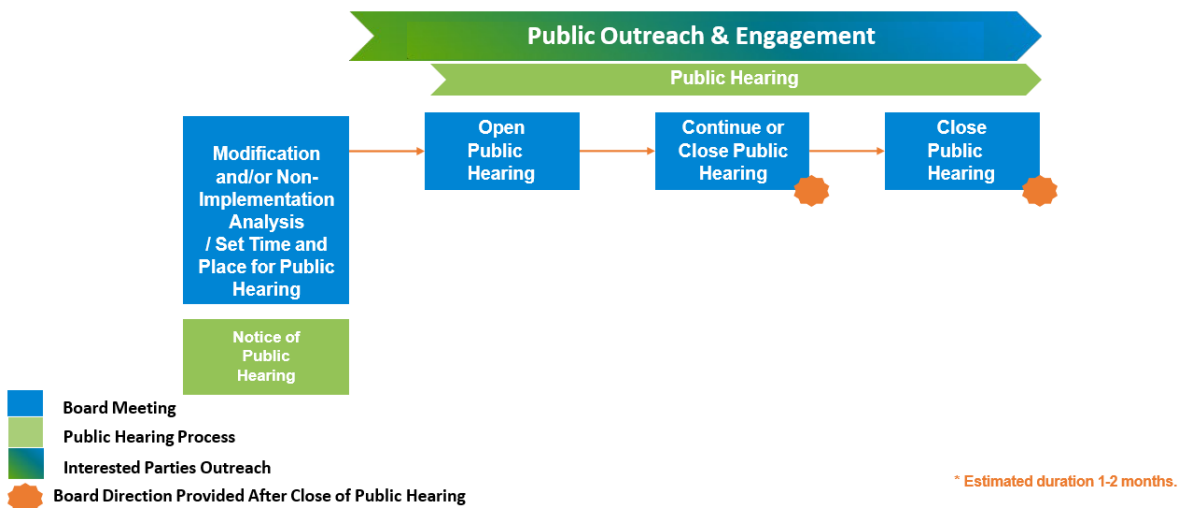 Public Outreach & Engagement
Public Hearing
Modification
and/or Non-
Implementation
Analysis
/ Set Time and
Place for Public
Hearing
Open
Public
Hearing
Continue or
Close Public
Hearing
Close
Public
Hearing
Notice of
Public
Hearing
Board Meeting
Public Hearing Process
Interested Parties Outreach
Board Direction Provided After Close of Public Hearing
* Estimated duration 1-2 months.